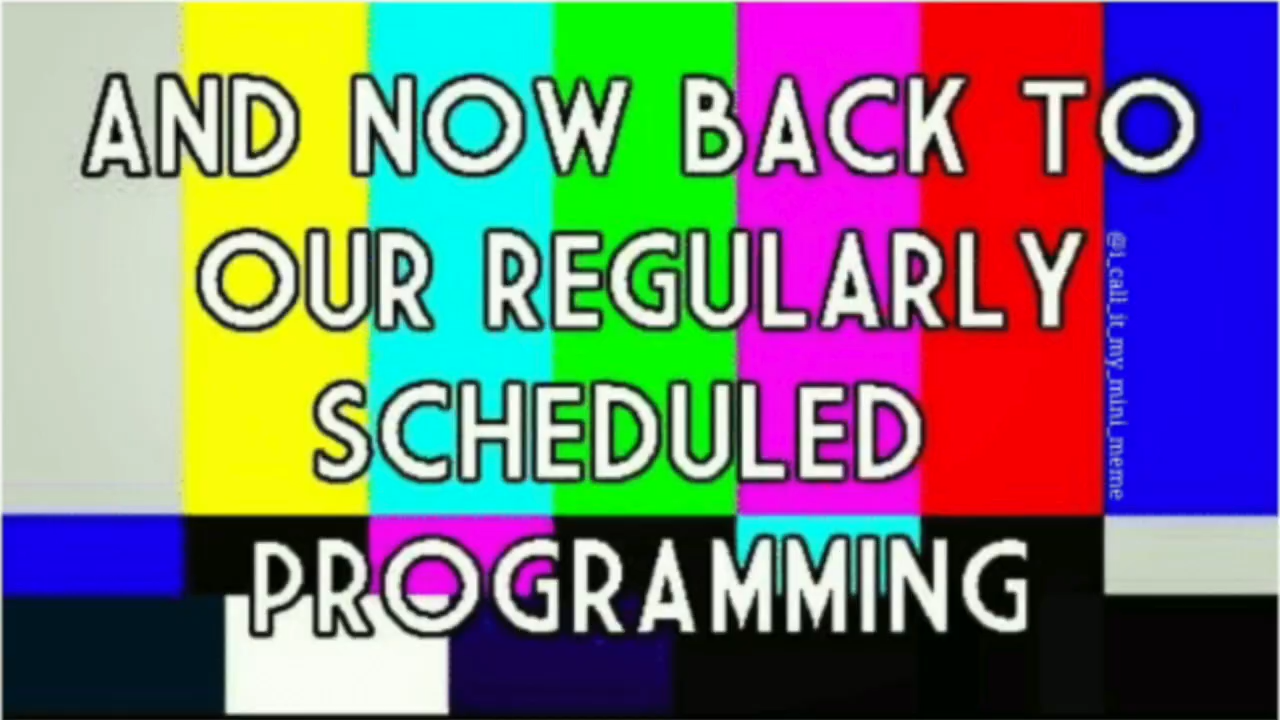 AND NOW BACK TO
OUR REGULARLY
SCHEDULED
PROGRAMMING
@i_call_it_my_mini_meme